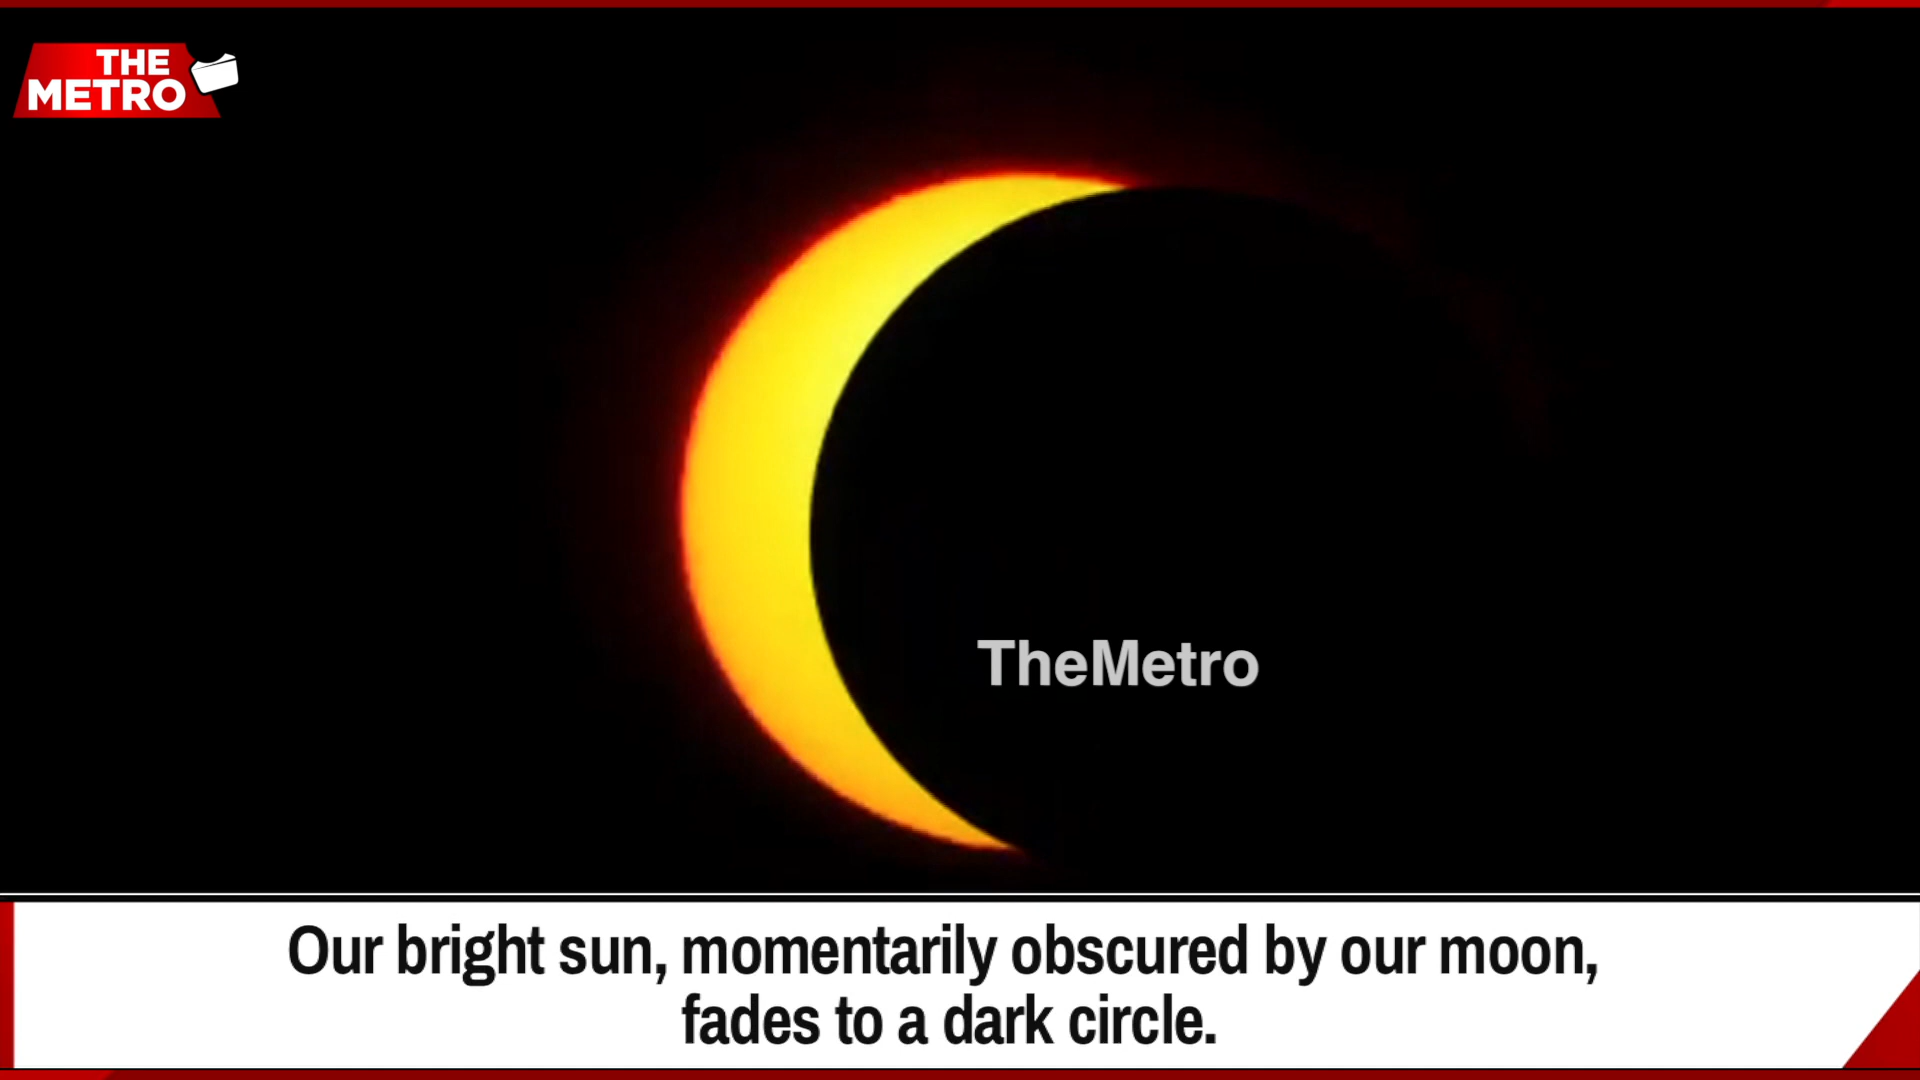 THE
METRO
TheMetro
Our bright sun, momentarily obscured by our moon,
fades to a dark circle.